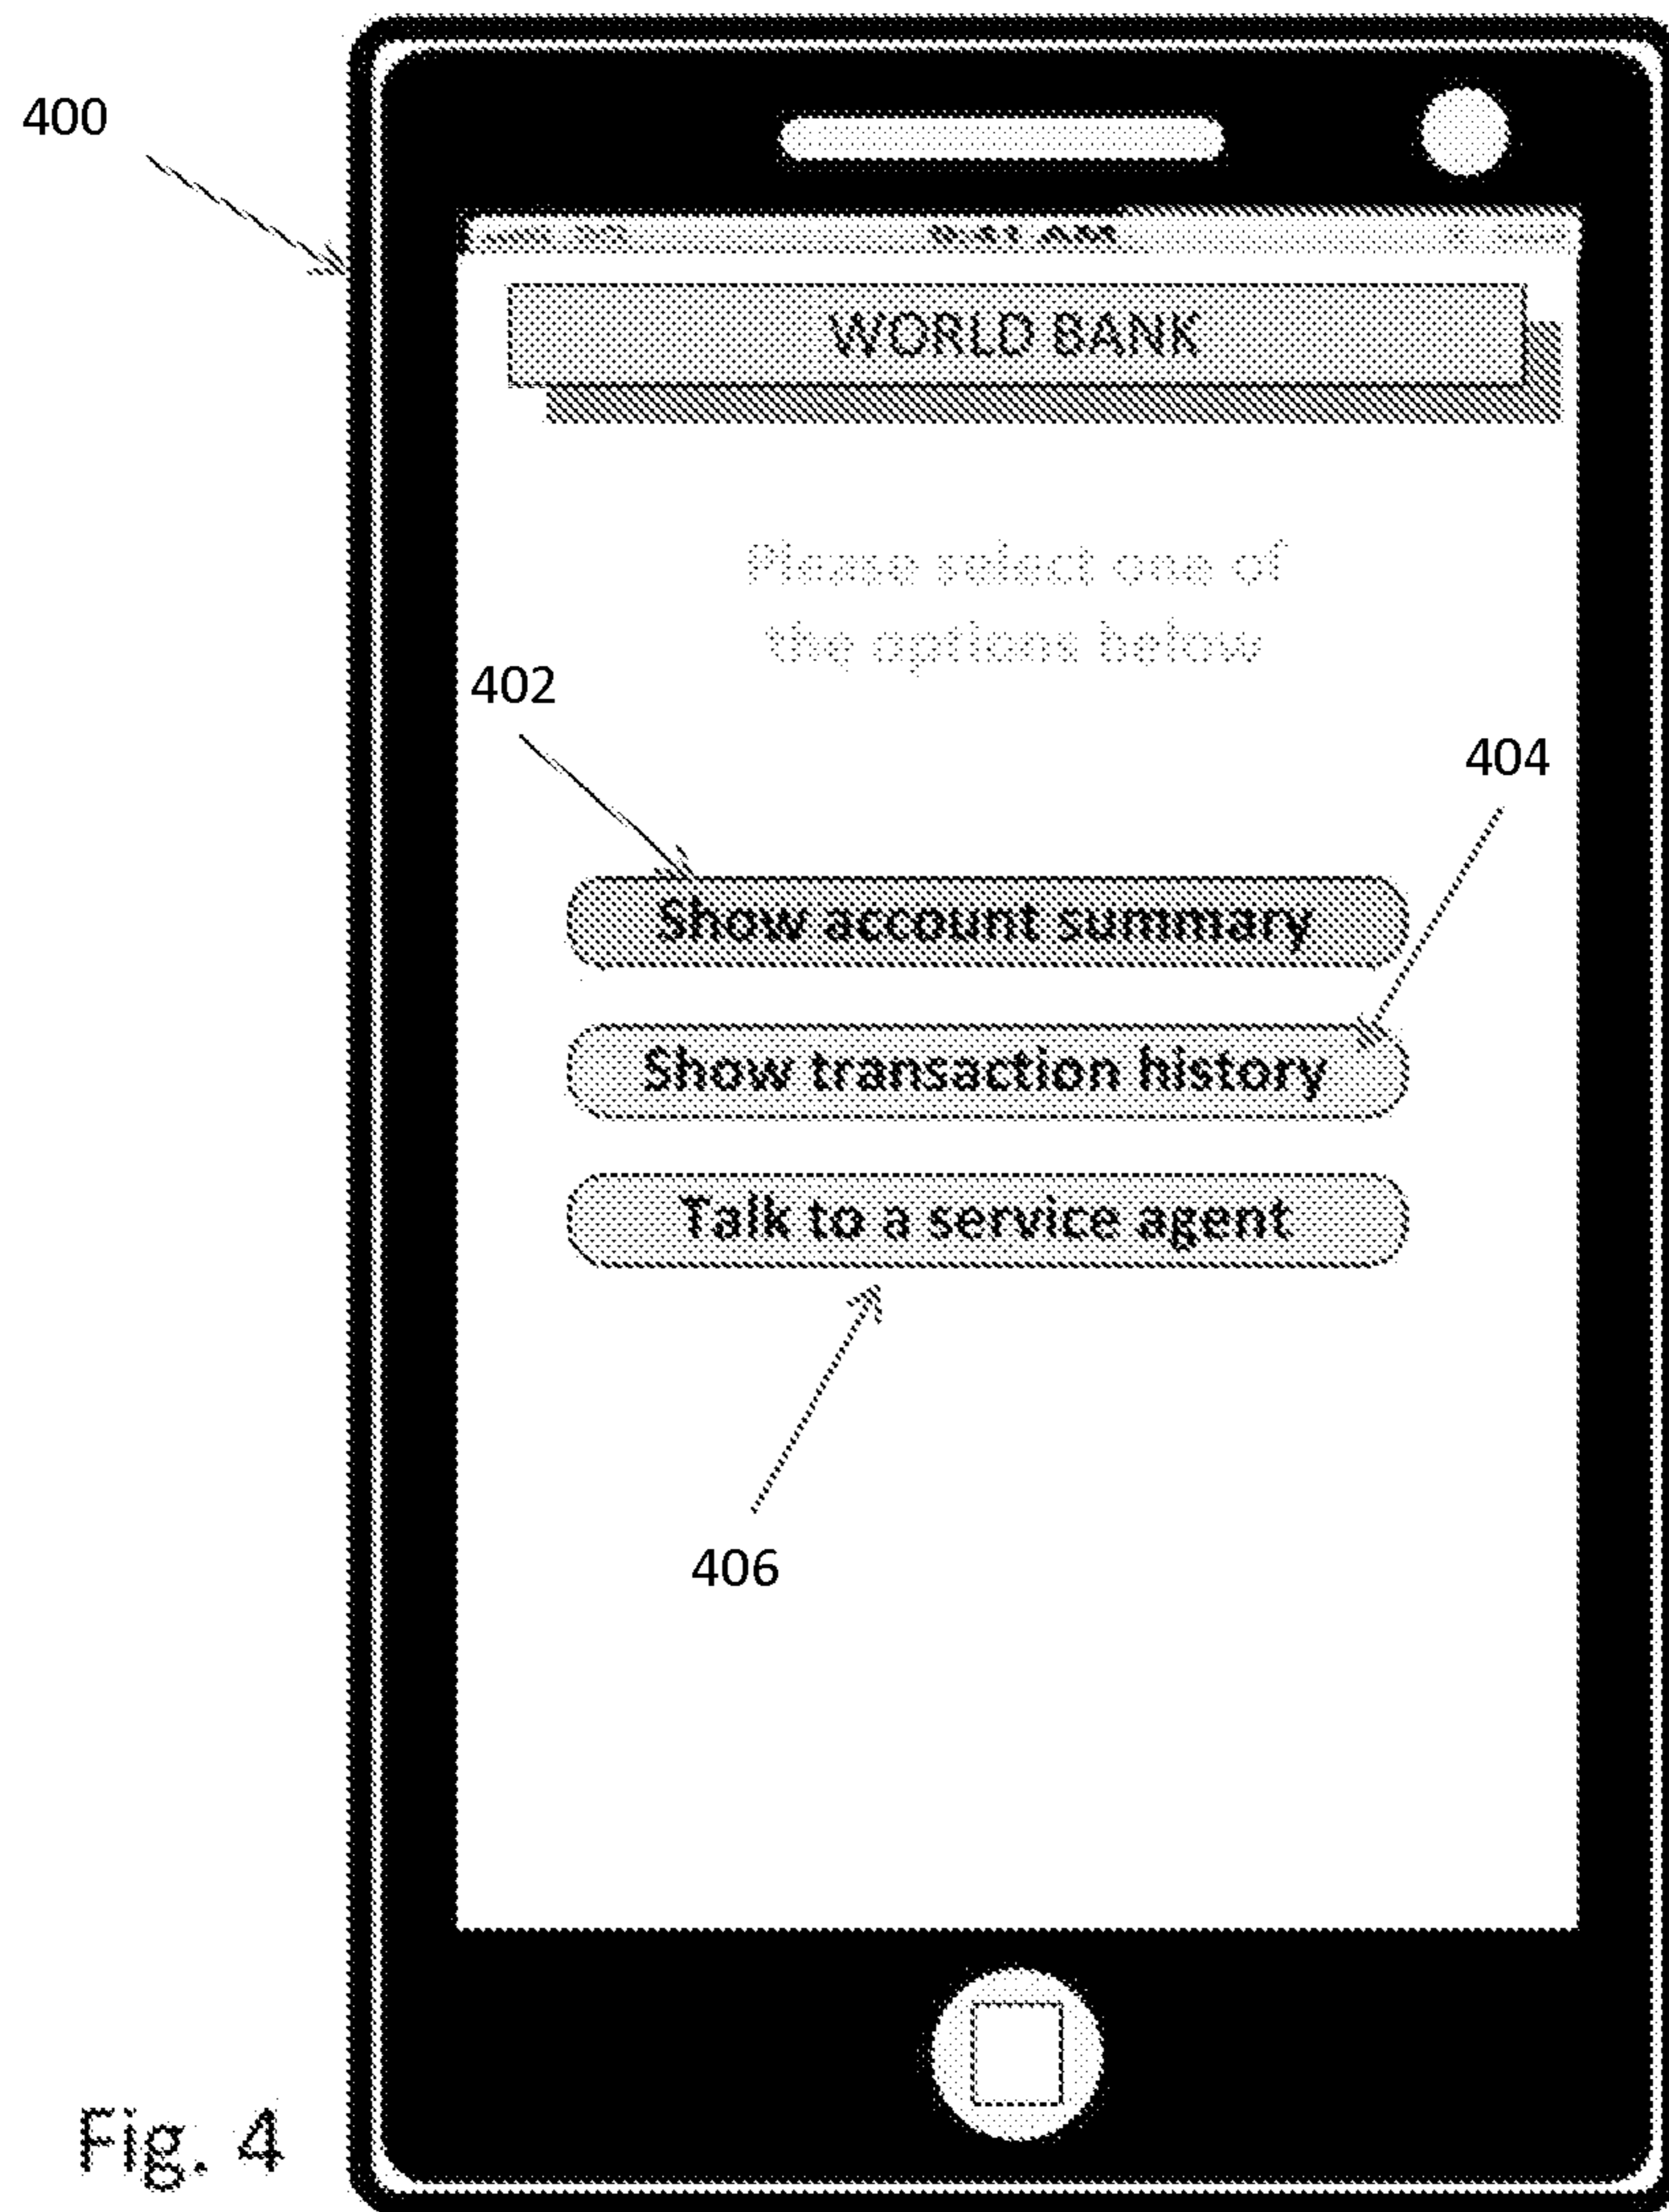 400
AM
WORLD BANK
Please select one of
the options below
402
404
Show account summary
Show transaction history
Talk to a service agent
406
Fig. 4